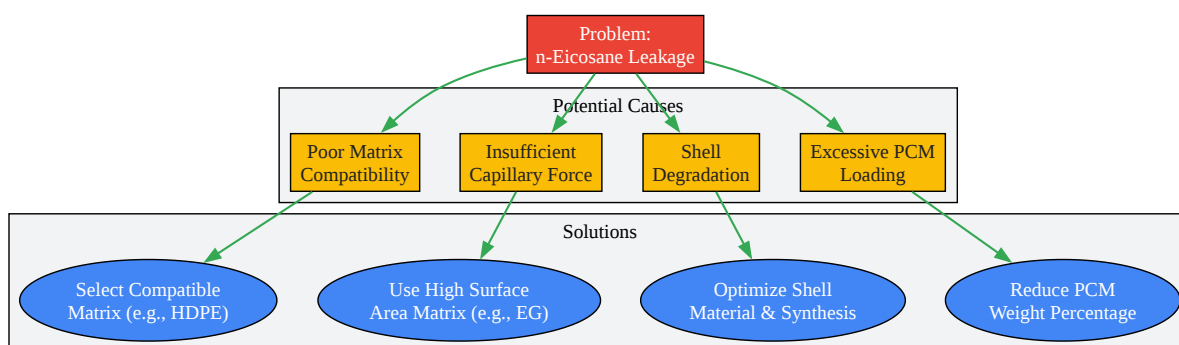 Problem:
n-Eicosane Leakage
Potential Causes
Poor Matrix
Compatibility
Insufficient
Capillary Force
Shell
Degradation
Excessive PCM
Loading
Solutions
Select Compatible
Matrix (e.g., HDPE)
Use High Surface
Area Matrix (e.g., EG)
Optimize Shell
Material & Synthesis
Reduce PCM
Weight Percentage